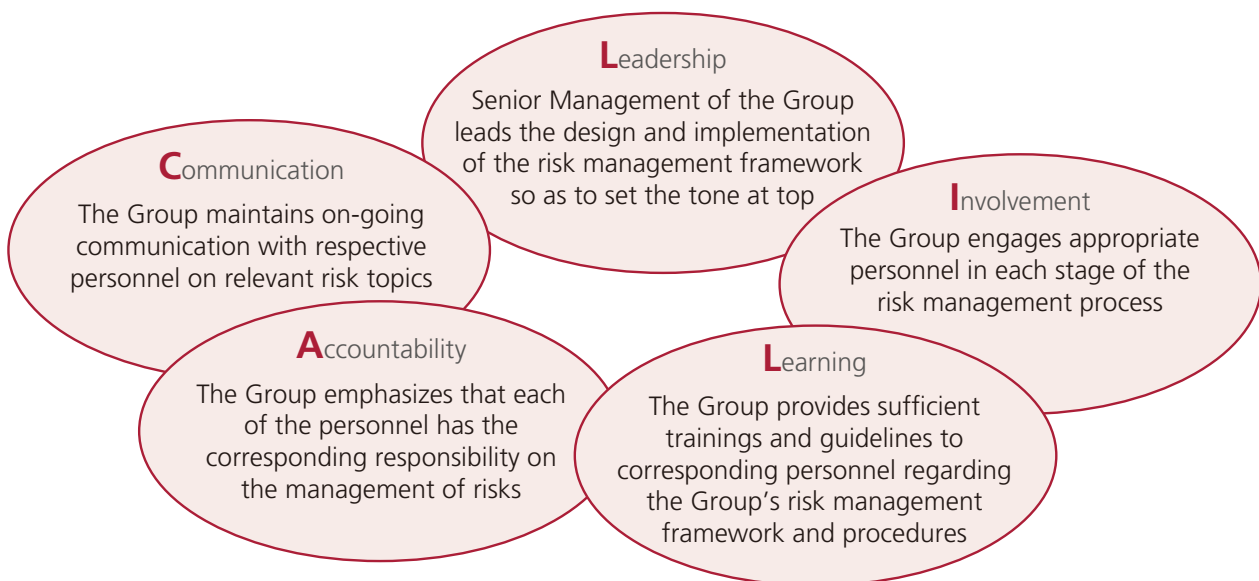 Leadership
Senior Management of the Group
leads the design and implementation
of the risk management framework
so as to set the tone at top
Communication
The Group maintains on-going
communication with respective
personnel on relevant risk topics
Involvement
The Group engages appropriate
personnel in each stage of the
risk management process
Accountability
The Group emphasizes that each
of the personnel has the
corresponding responsibility on
the management of risks
Learning
The Group provides sufficient
trainings and guidelines to
corresponding personnel regarding
the Group’s risk management
framework and procedures